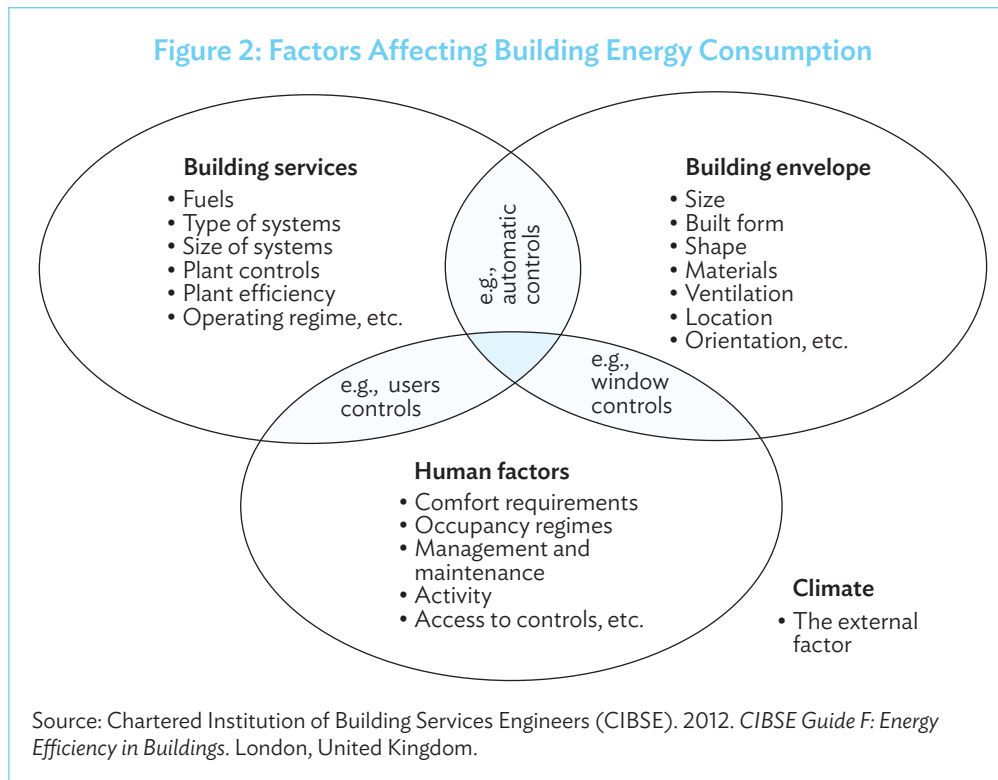 Figure 2: Factors Affecting Building Energy Consumption
Building services
• Fuels
• Type of systems
• Size of systems
• Plant controls
• Plant efficiency
• Operating regime, etc.
e.g.,
automatic
controls
Building envelope
• Size
• Built form
• Shape
• Materials
• Ventilation
• Location
• Orientation, etc.
e.g., users
controls
e.g.,
window
controls
Human factors
• Comfort requirements
• Occupancy regimes
• Management and
maintenance
• Activity
• Access to controls, etc.
Climate
• The external
factor
Source: Chartered Institution of Building Services Engineers (CIBSE). 2012. CIBSE Guide F: Energy
Efficiency in Buildings. London, United Kingdom.